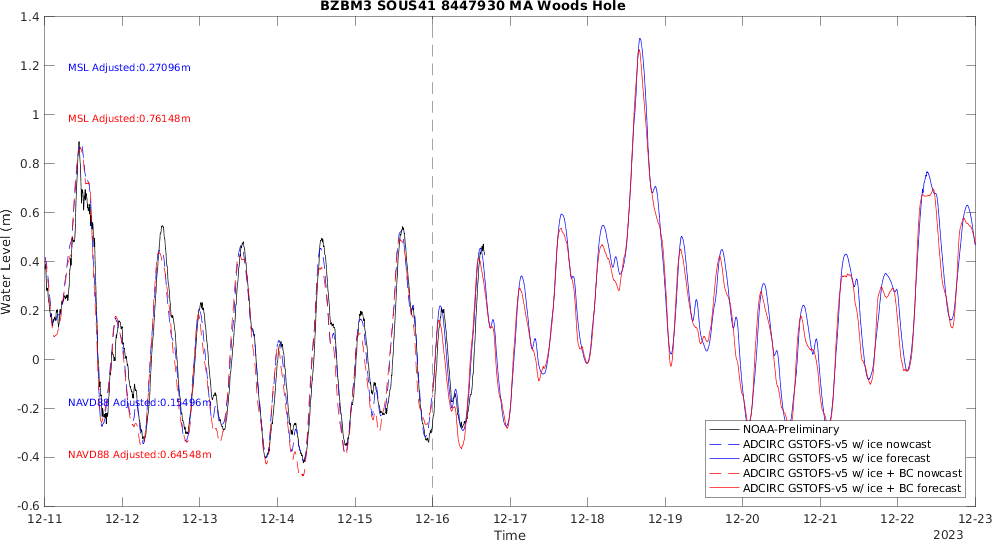 BZBM3 SOUS41 8447930 MA Woods Hole
1.4
1.2
1
0.8
0.6
0.4
0.2
0
-0.2
-0.4
-0.6
Water Level (m)
MSL Adjusted:0.27096m
MSL Adjusted:0.76148m
NAVD88 Adjusted:0.15496m
NAVD88 Adjusted:0.64548m
NOAA-Preliminary
ADCIRC GSTOFS-v5 w/ ice nowcast
ADCIRC GSTOFS-v5 w/ ice forecast
ADCIRC GSTOFS-v5 w/ ice + BC nowcast
ADCIRC GSTOFS-v5 w/ ice + BC forecast
12-11 12-12 12-13 12-14 12-15 12-16 12-17 12-18 12-19 12-20 12-21 12-22 12-23
Time
2023